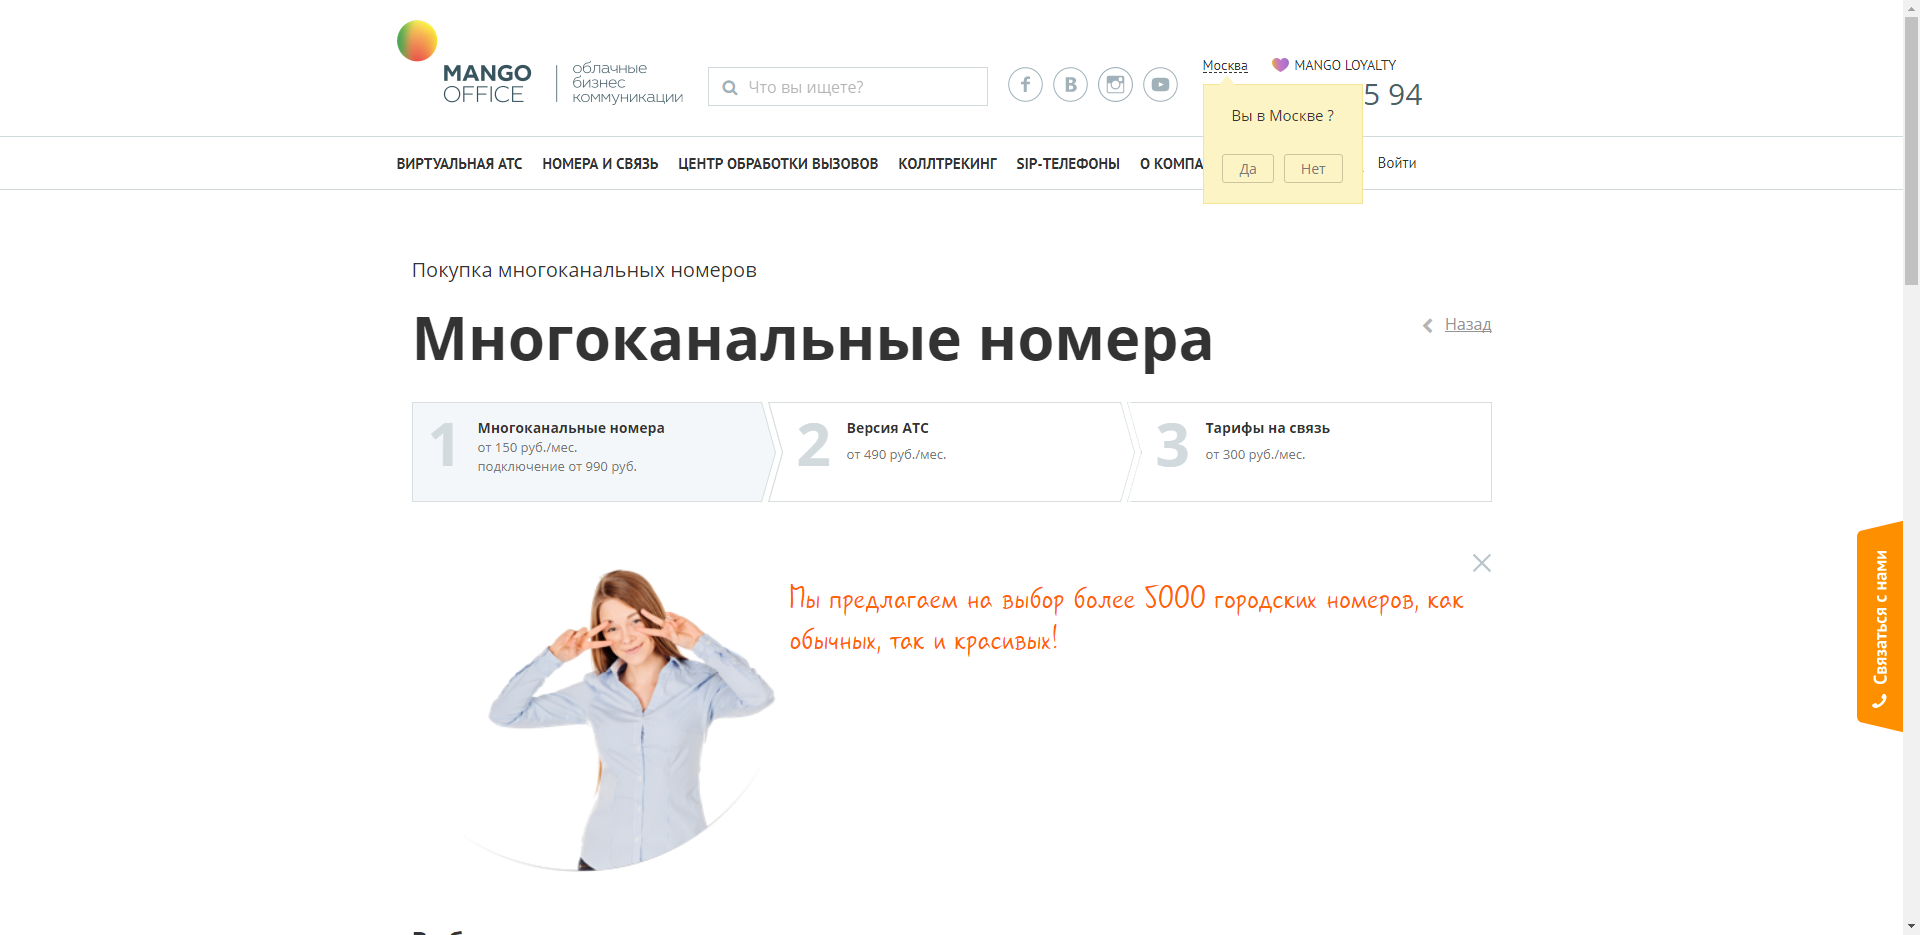 MANGO
OFFICE
облачные
бизнес
коммуникации
Что вы ищете?
Москва
MANGO LOYALTY
5 94
Вы в Москве ?
Да
Нет
ВИРТУАЛЬНАЯ АТС
НОМЕРА И СВЯЗЬ
ЦЕНТР ОБРАБОТКИ ВЫЗОВОВ
КОЛЛТРЕКИНГ
SIP-ТЕЛЕФОНЫ
О КОМПА
Войти
Покупка многоканальных номеров
Многоканальные номера
Назад
1
Многоканальные номера
от 150 руб./мес.
подключение от 990 руб.
2
Версия АТС
от 490 руб./мес.
3
Тарифы на связь
от 300 руб./мес.
Мы предлагаем на выбор более 5000 городских номеров, как
обычных, так и красивых!
Связаться с нами